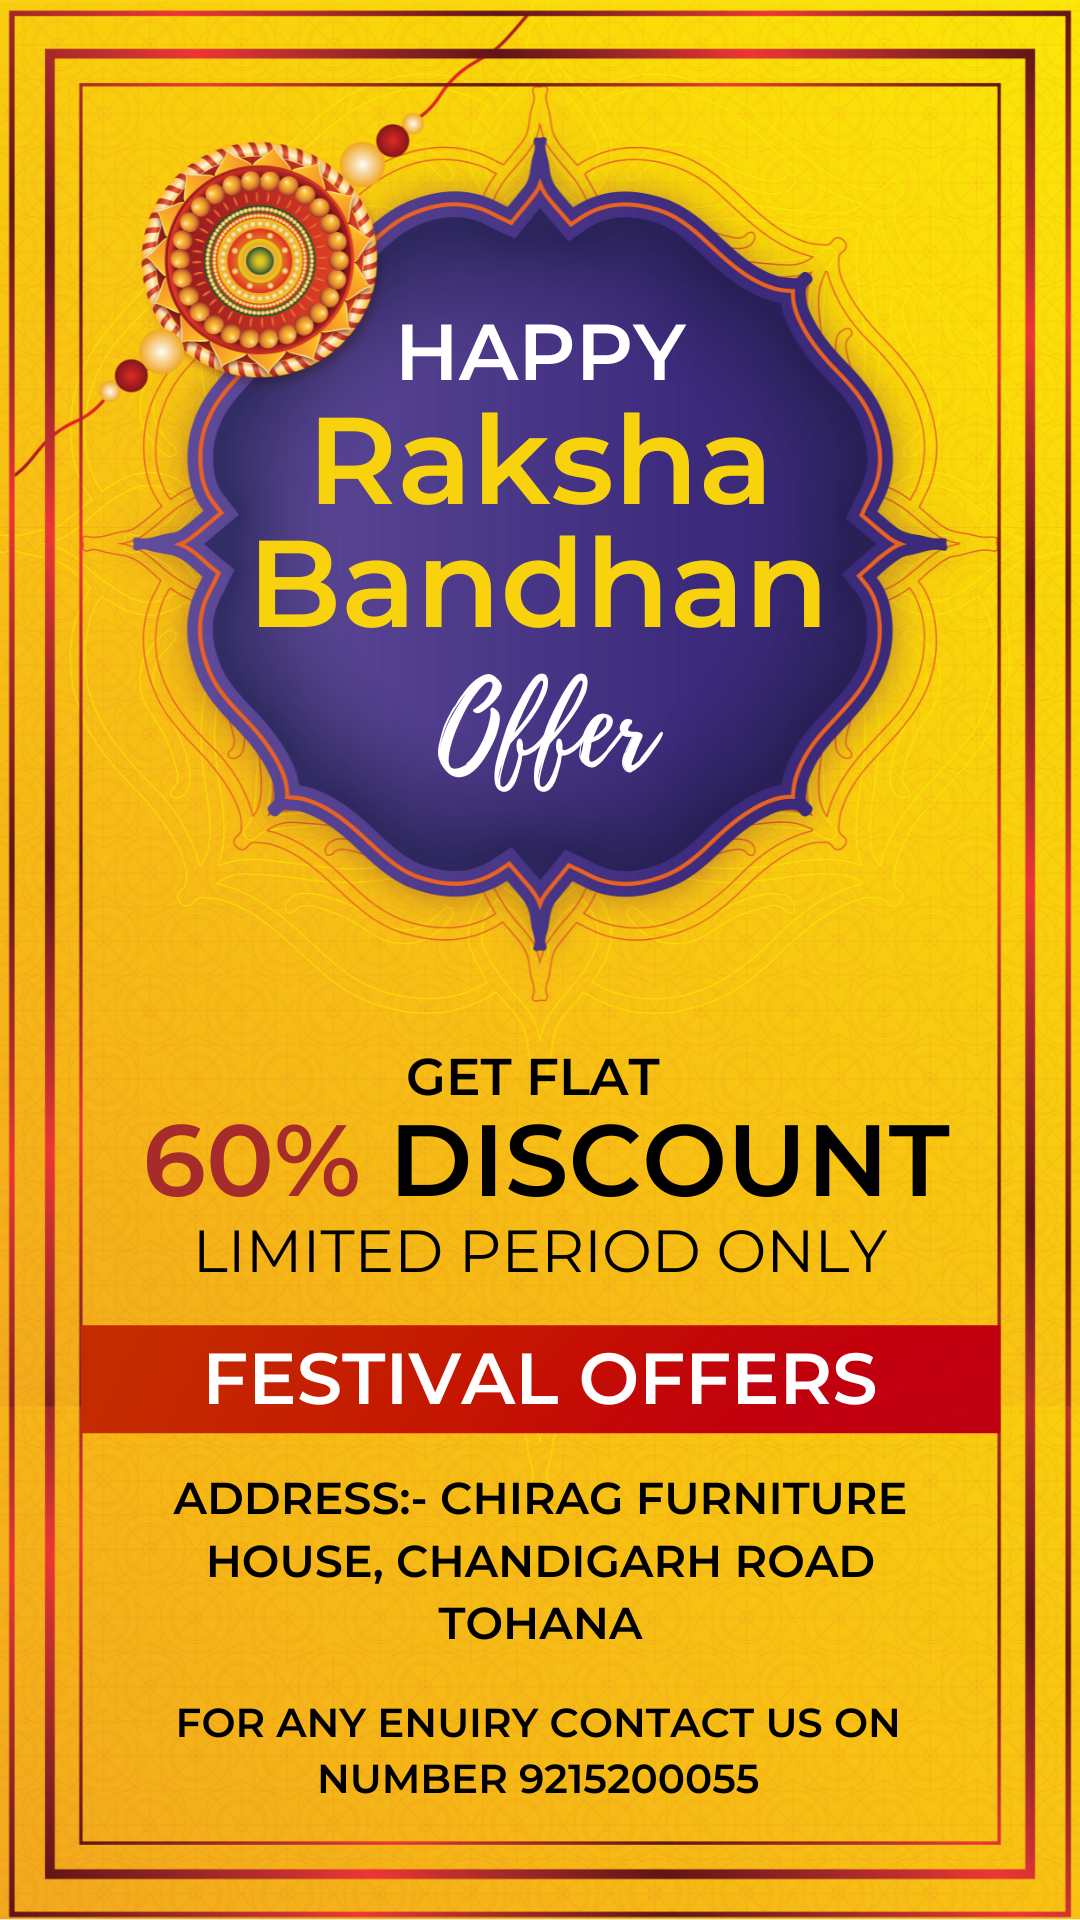 HAPPY
Raksha
Bandhan
Offer
GET FLAT
60% DISCOUNT
LIMITED PERIOD ONLY
FESTIVAL OFFERS
ADDRESS:- CHIRAG FURNITURE
HOUSE, CHANDIGARH ROAD
TOHANA
FOR ANY ENUIRY CONTACT US ON
NUMBER 9215200055